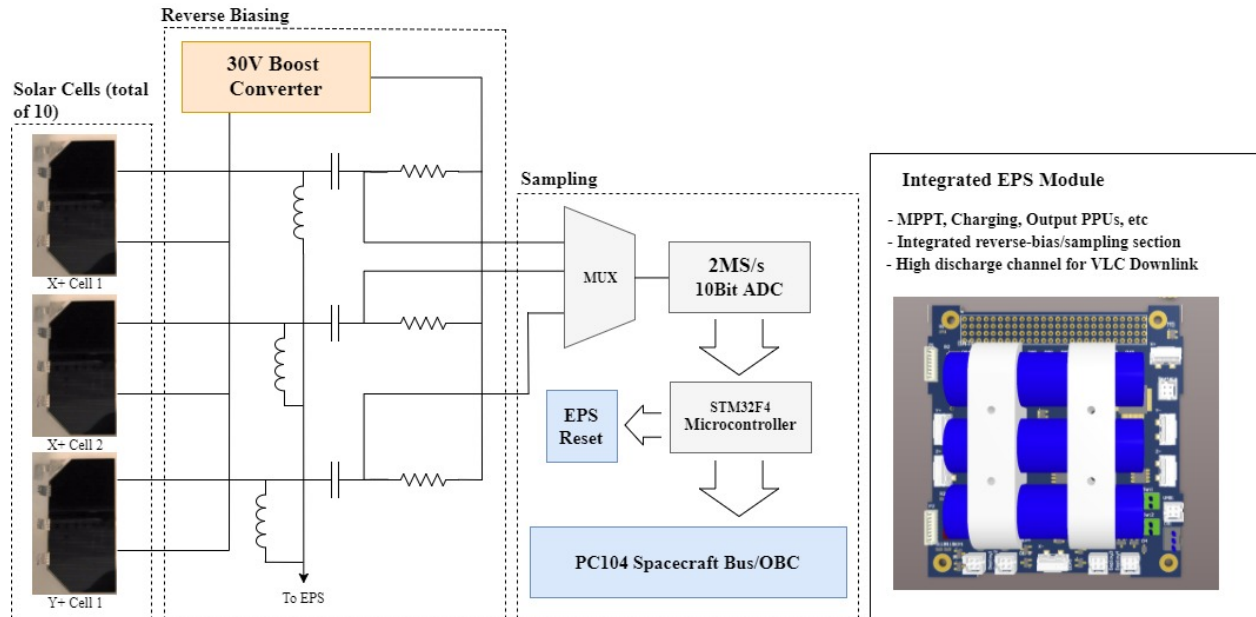 Reverse Biasing
30V Boost
Converter
Solar Cells (total
of 10)
X+ Cell 1
X+ Cell 2
Y+ Cell 1
To EPS
Sampling
MUX
2MS/s
10Bit ADC
STM32F4
Microcontroller
EPS
Reset
PC104 Spacecraft Bus/OBC
Integrated EPS Module
- MPPT, Charging, Output PPUs, etc
- Integrated reverse-bias/sampling section
- High discharge channel for VLC Downlink